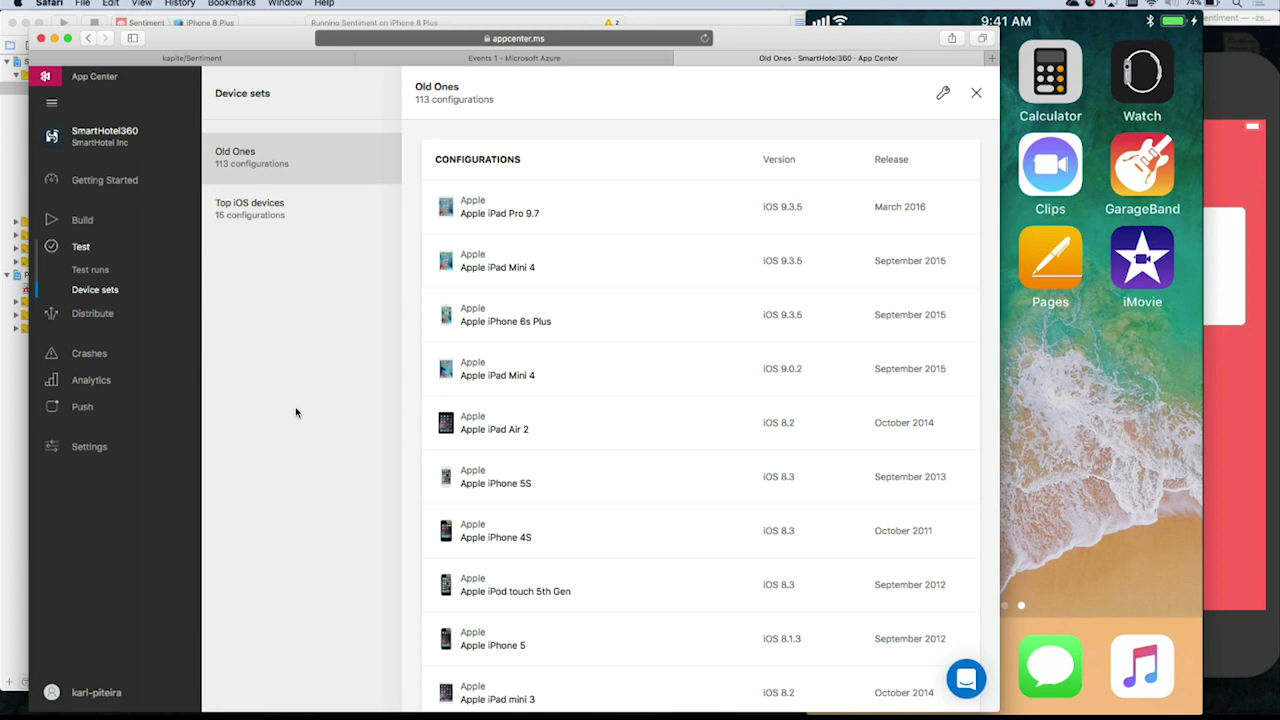 Safari File Edit View History Bookmarks Window Help
74%
Sentiment iPhone 8 Plus
Running Sentiment on iPhone 8 Plus
2
appcenter.ms
kapite/Sentiment
Events 1 - Microsoft Azure
Old Ones - SmartHotel360 - App Center
App Center
SmartHotel360
SmartHotel Inc
Getting Started
Build
Test
Test runs
Device sets
Distribute
Crashes
Analytics
Push
Settings
karl-piteira
Device sets
Old Ones
113 configurations
Top iOS devices
15 configurations
Old Ones
113 configurations
CONFIGURATIONS Version Release
Apple
Apple iPad Pro 9.7 iOS 9.3.5 March 2016
Apple
Apple iPad Mini 4 iOS 9.3.5 September 2015
Apple
Apple iPhone 6s Plus iOS 9.3.5 September 2015
Apple
Apple iPad Mini 4 iOS 9.0.2 September 2015
Apple
Apple iPad Air 2 iOS 8.2 October 2014
Apple
Apple iPhone 5S iOS 8.3 September 2013
Apple
Apple iPhone 4S iOS 8.3 October 2011
Apple
Apple iPod touch 5th Gen iOS 8.3 September 2012
Apple
Apple iPhone 5 iOS 8.1.3 September 2012
Apple
Apple iPad mini 3 iOS 8.2 October 2014
9:41 AM
Calculator
Watch
Clips
GarageBand
Pages
iMovie